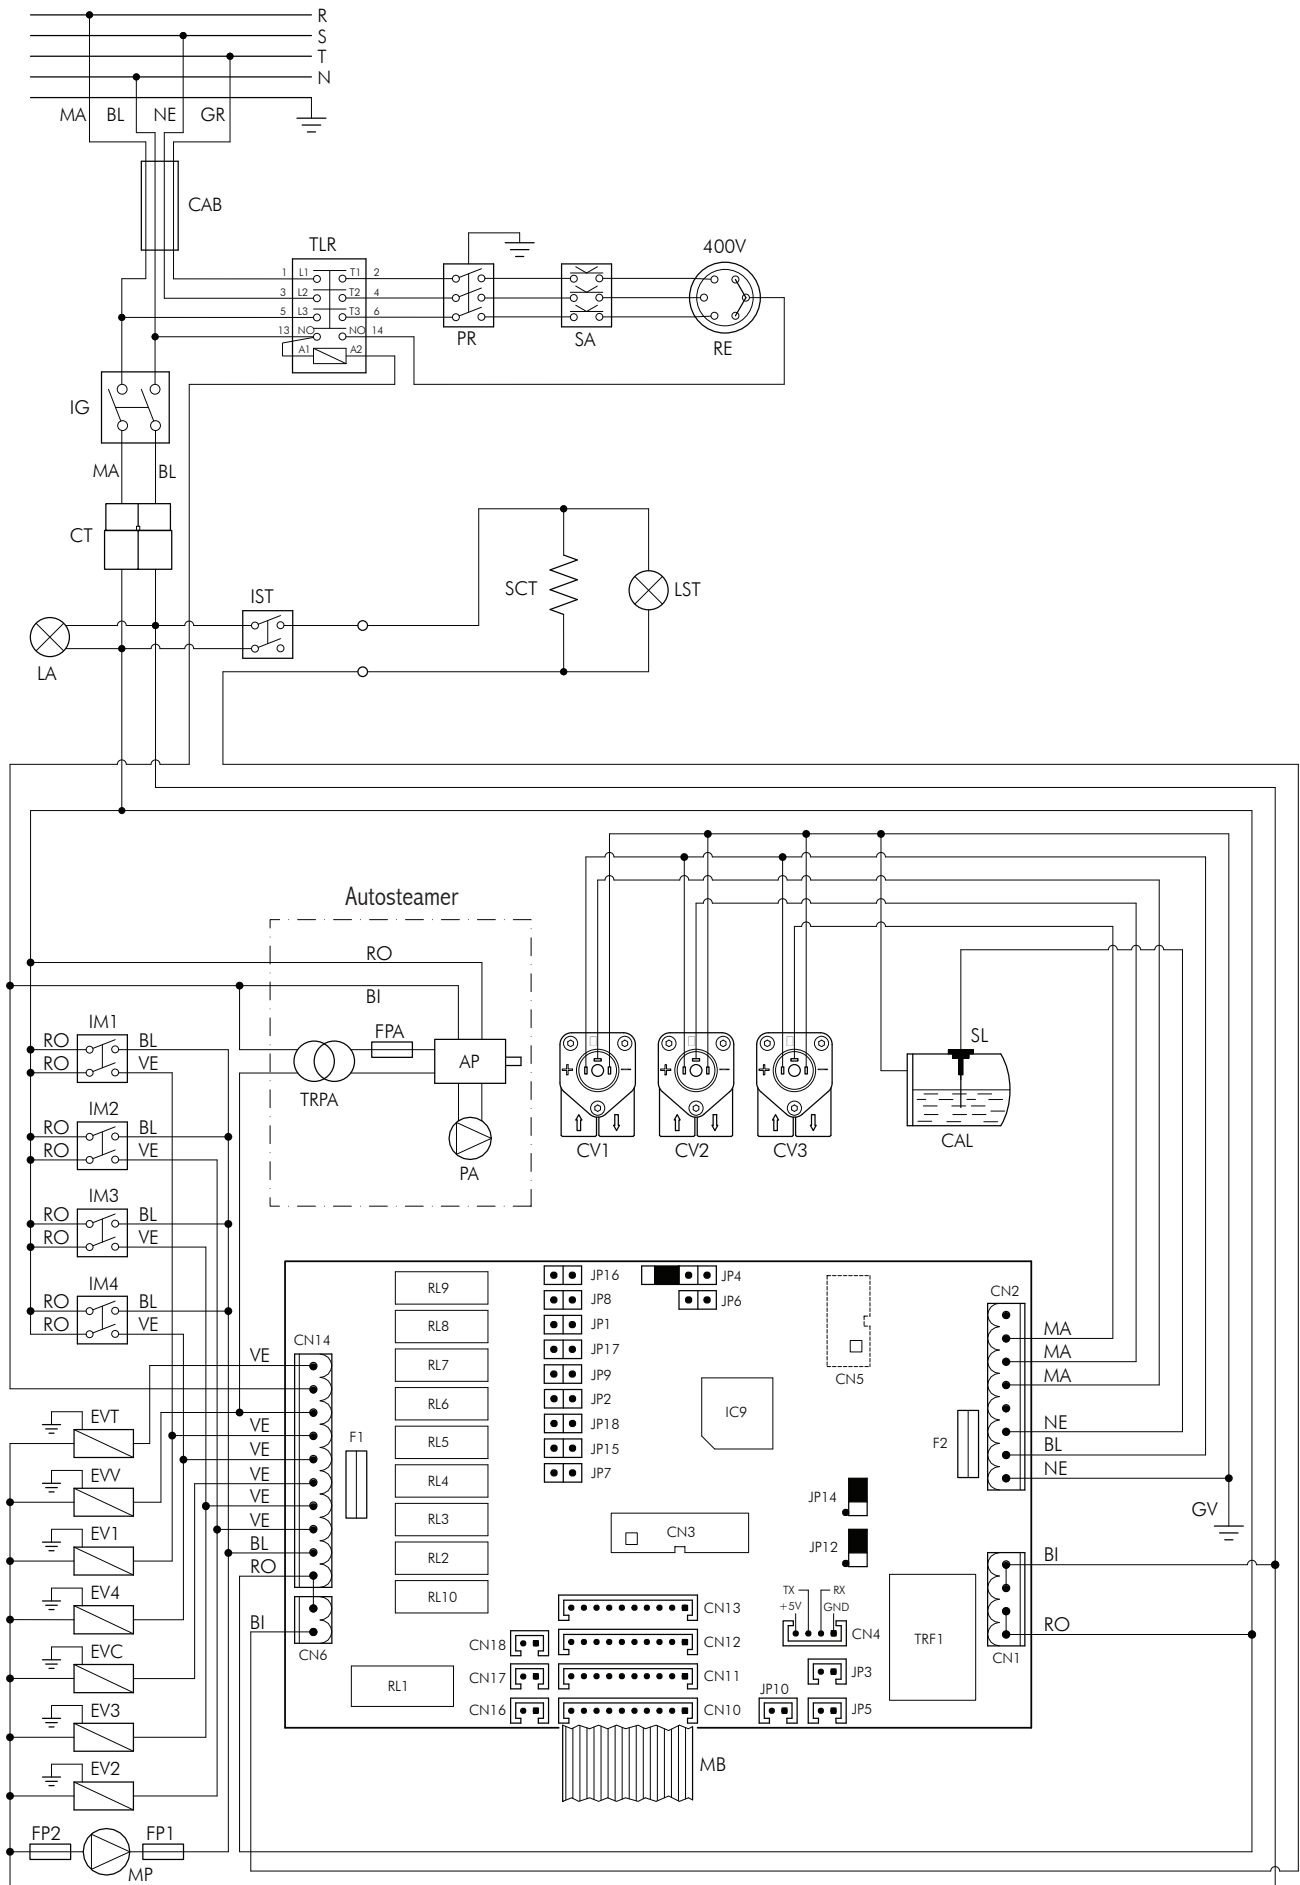 R
S
T
N
MA BL NE GR
CAB
TLR
400V
1 L1 T1 2
3 L2 T2 4
5 L3 T3 6
13 NO NO 14
A1 A2
PR
SA
RE
IG
MA BL
CT
IST
SCT
LST
LA
Autosteamer
RO
BI
FPA
AP
TRPA
PA
IM1
RO BL
RO VE
IM2
RO BL
RO VE
IM3
RO BL
RO VE
IM4
RO BL
RO VE
+ −
+ −
+ −
CV1
CV2
CV3
SL
CAL
CN14
VE
VE
VE
VE
VE
VE
BL
RO
BI
CN6
EVT
EVV
EV1
EV4
EVC
EV3
EV2
FP2
FP1
MP
F1
RL9
RL8
RL7
RL6
RL5
RL4
RL3
RL2
RL10
RL1
JP16
JP8
JP1
JP17
JP9
JP2
JP18
JP15
JP7
JP4
JP6
CN5
IC9
F2
CN2
MA
MA
MA
NE
BL
NE
GV
JP14
JP12
CN3
TX RX
+5V GND
CN4
CN13
CN12
CN11
CN10
CN18
CN17
CN16
JP3
JP10
JP5
TRF1
BI
RO
CN1
MB